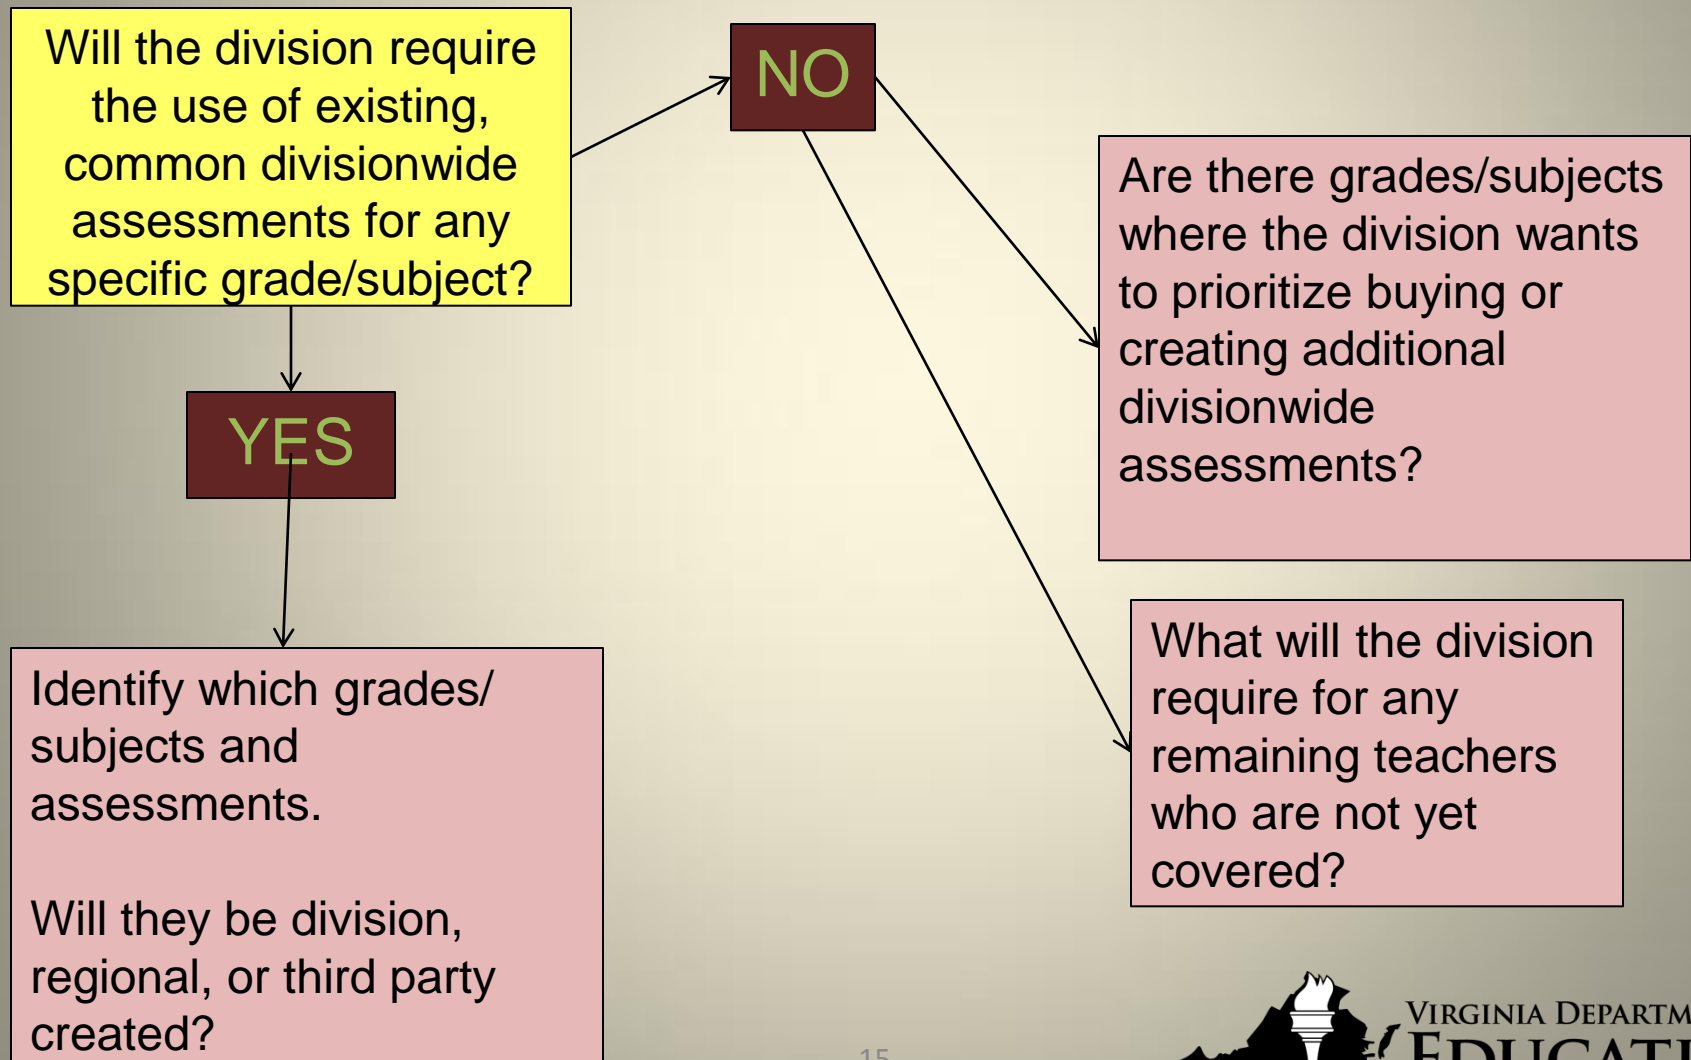 Will the division require
the use of existing,
common divisionwide
assessments for any
specific grade/subject?
NO
Are there grades/subjects
where the division wants
to prioritize buying or
creating additional
divisionwide
assessments?
YES
What will the division
require for any
remaining teachers
who are not yet
covered?
Identify which grades/
subjects and
assessments.
Will they be division,
regional, or third party
created?
15
VIRGINIA